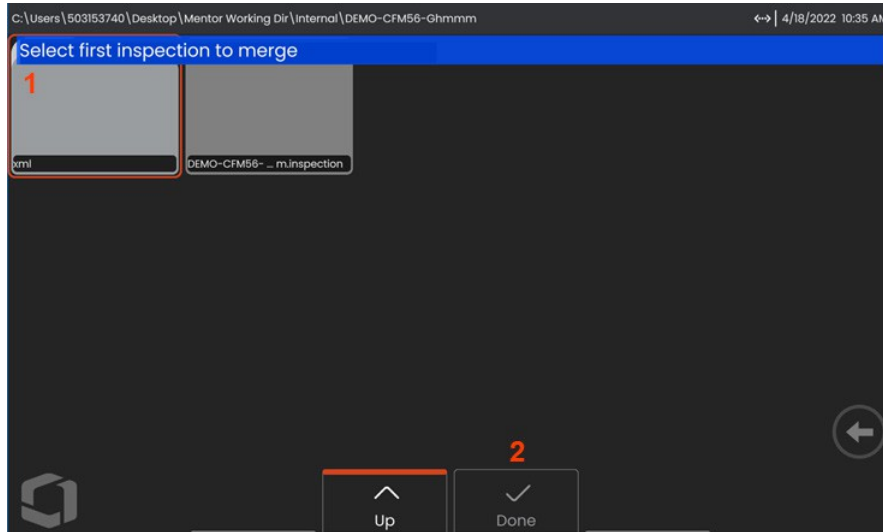 C:\Users\503153740\Desktop\Mentor Working Dir\Internal\DEMO-CFM56-Ghmmm
4/18/2022 10:35 AM
Select first inspection to merge
1
xml
DEMO-CFM56- _ m.inspection
2
Up
Done